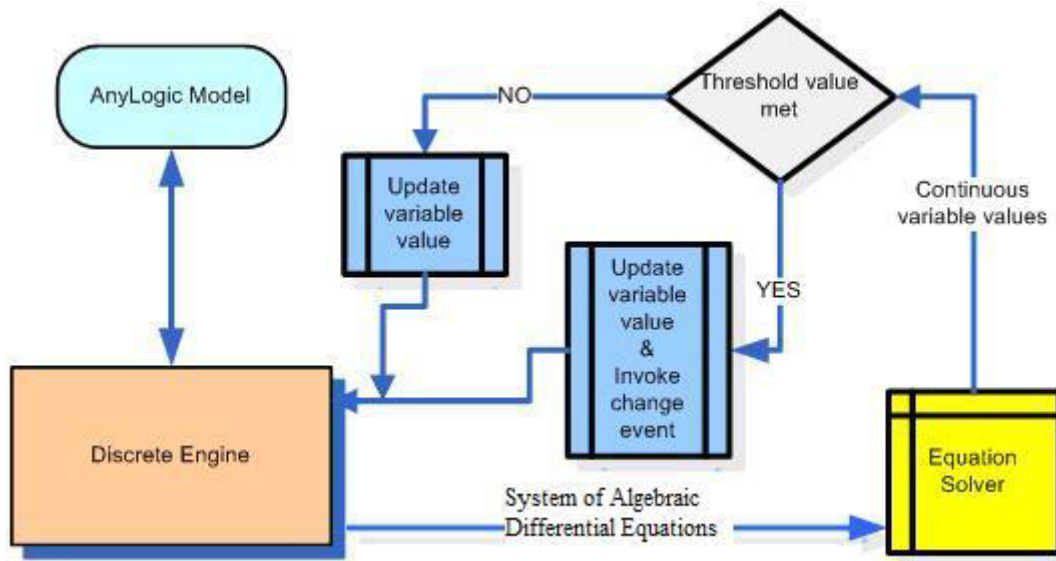 AnyLogic Model
Threshold value
met
NO
Update
variable
value
Continuous
variable values
Update
variable
value
&
Invoke
change
event
YES
Discrete Engine
Equation
Solver
System of Algebraic
Differential Equations